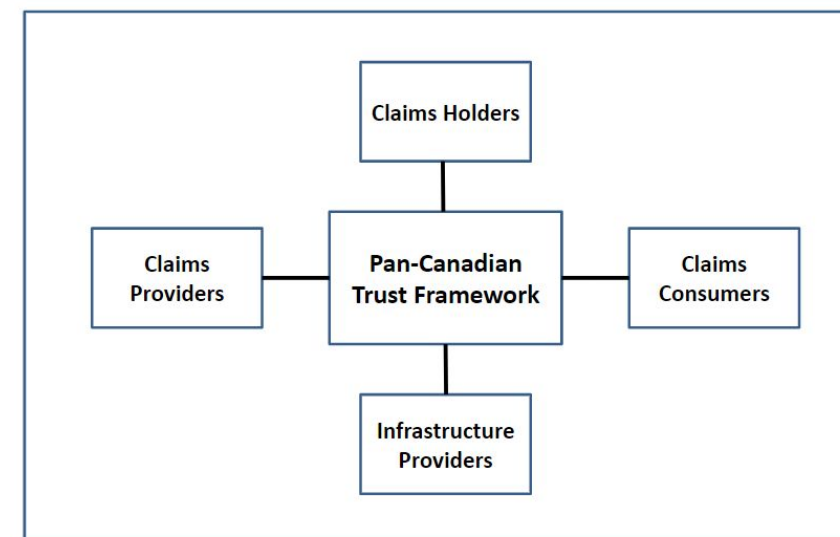 Claims Holders
Claims
Providers
Pan-Canadian
Trust Framework
Claims
Consumers
Infrastructure
Providers